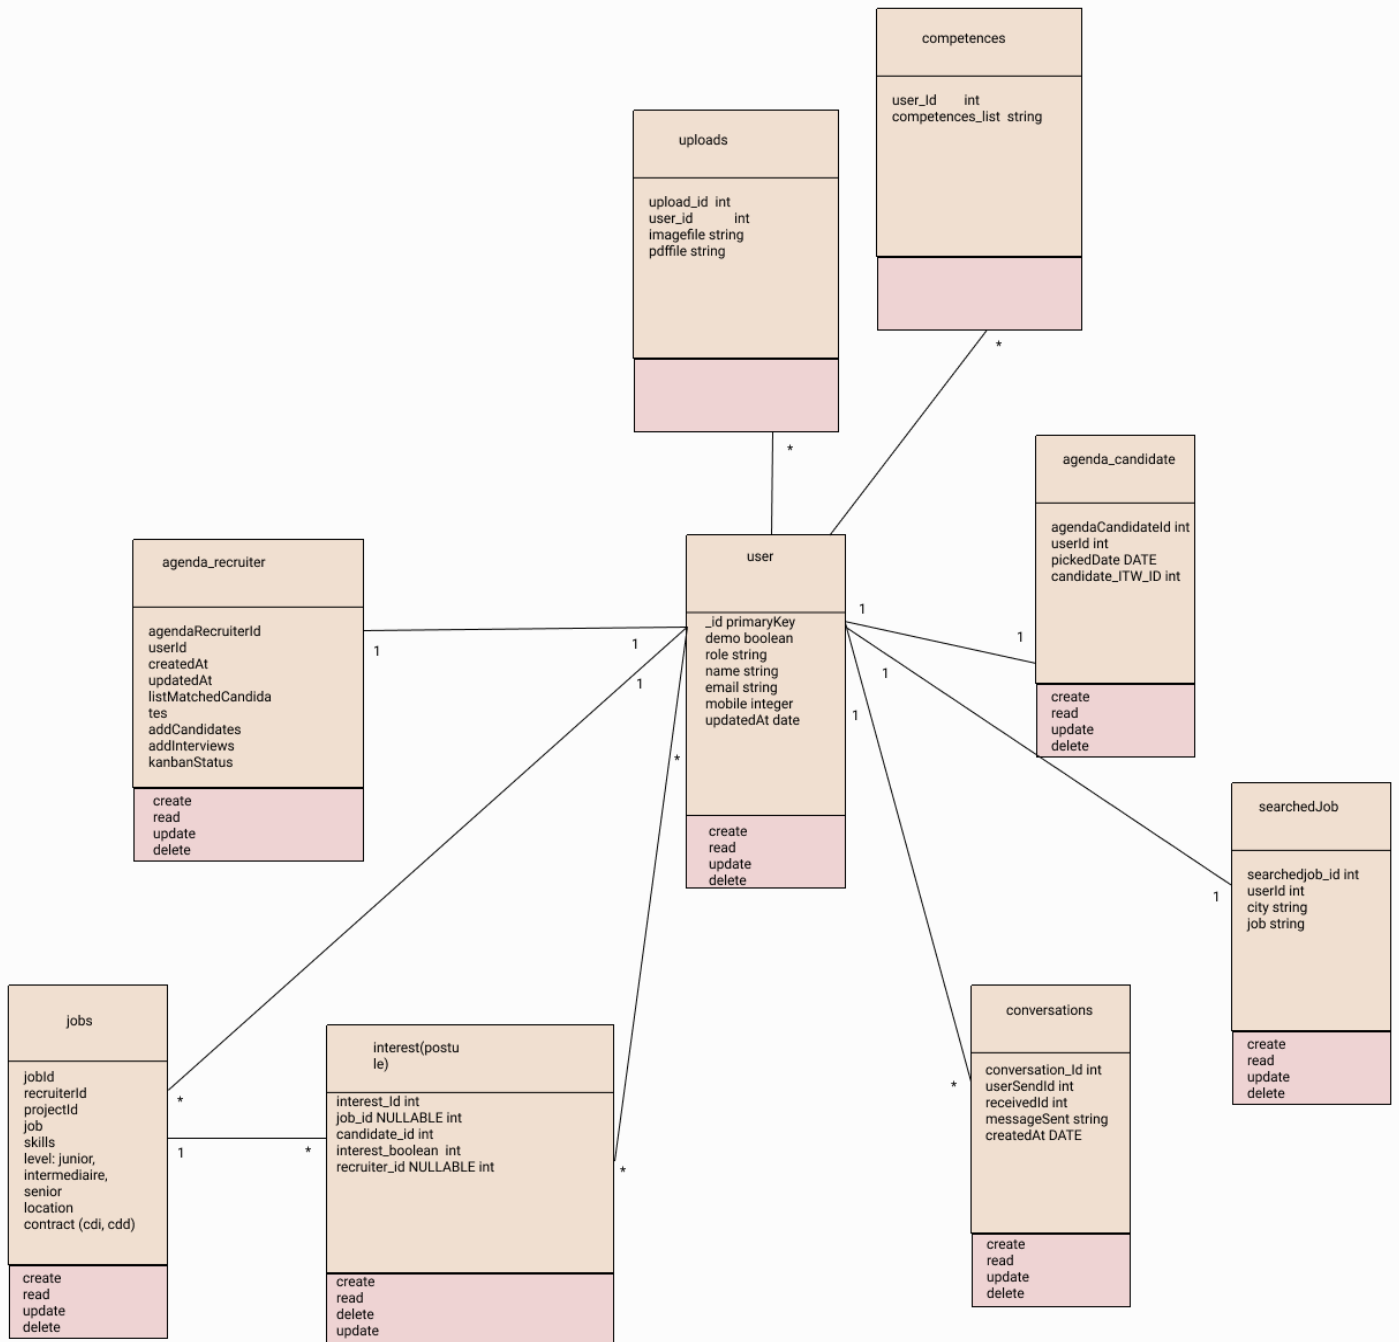 competences
user_Id int
competences_list string
uploads
upload_id int
user_id int
imagefile string
pdffile string
*
*
agenda_candidate
agendaCandidateId int
userId int
pickedDate DATE
candidate_ITW_ID int
create
read
update
delete
agenda_recruiter
agendaRecruiterId
userId
createdAt
updatedAt
listMatchedCandida
tes
addCandidates
addInterviews
kanbanStatus
create
read
update
delete
user
_id primaryKey
demo boolean
role string
name string
email string
mobile integer
updatedAt date
create
read
update
delete
1
1
1
1
1
1
1
1
*
searchedJob
searchedjob_id int
userId int
city string
job string
create
read
update
delete
1
jobs
jobId
recruiterId
projectId
job
skills
level: junior,
intermediaire,
senior
location
contract (cdi, cdd)
create
read
update
delete
*
1
*
interest(postu
le)
interest_Id int
job_id NULLABLE int
candidate_id int
interest_boolean int
recruiter_id NULLABLE int
create
read
delete
update
*
conversations
conversation_Id int
userSendId int
receivedId int
messageSent string
createdAt DATE
create
read
update
delete
*